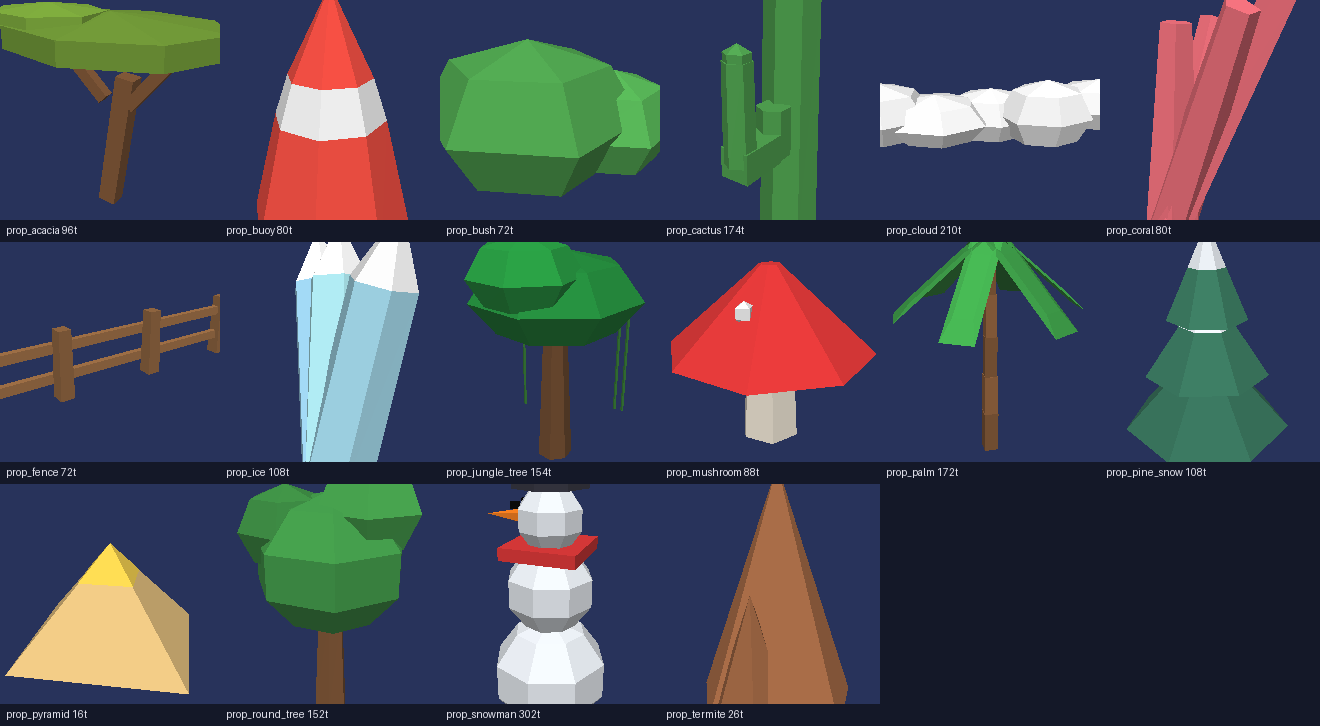 prop_acacia 96t
prop_buoy 80t
prop_bush 72t
prop_cactus 174t
prop_cloud 210t
prop_coral 80t
prop_fence 72t
prop_ice 108t
prop_jungle_tree 154t
prop_mushroom 88t
prop_palm 172t
prop_pine_snow 108t
prop_pyramid 16t
prop_round_tree 152t
prop_snowman 302t
prop_termite 26t